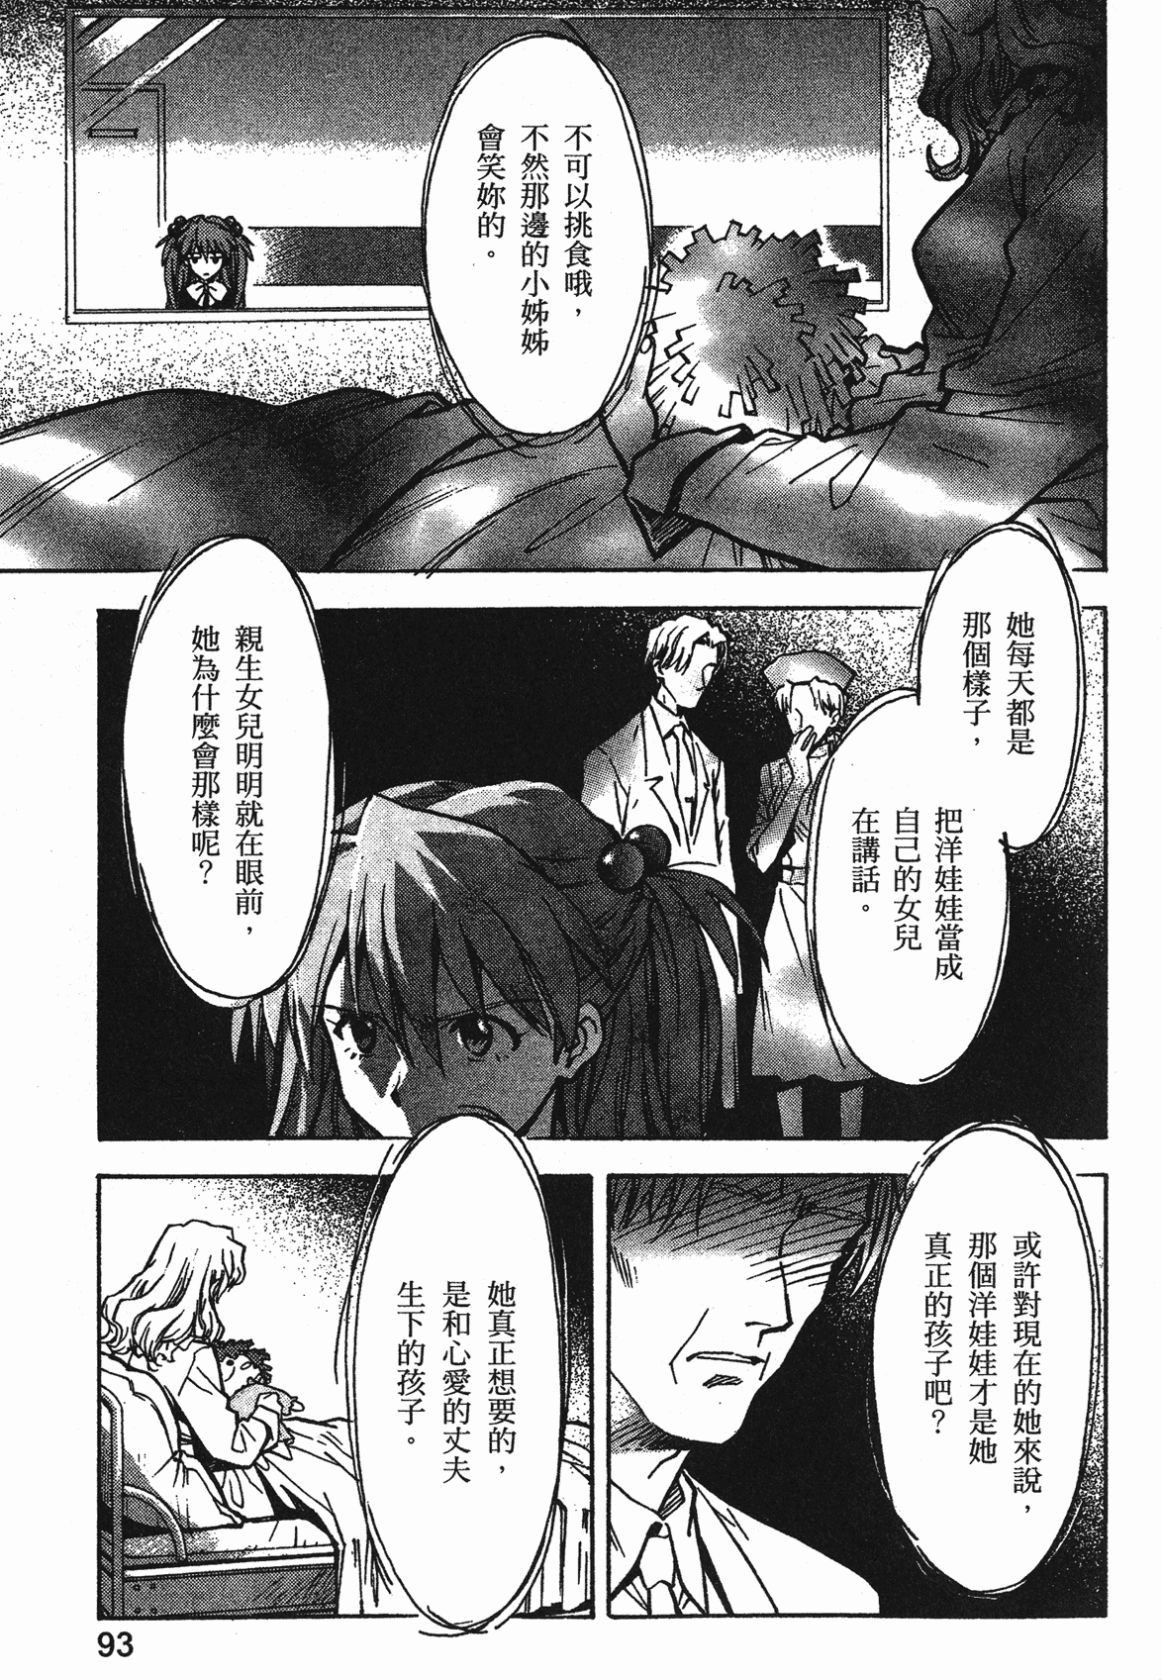 不可以挑食哦，
不然那邊的小姊姊
會笑妳的。
她每天都是
那個樣子，
把洋娃娃當成
自己的女兒
在講話。
親生女兒明明就在眼前，
她為什麼會那樣呢？
或許對現在的她來說，
那個洋娃娃才是她
真正的孩子吧？
她真正想要的，
是和心愛的丈夫
生下的孩子。
93